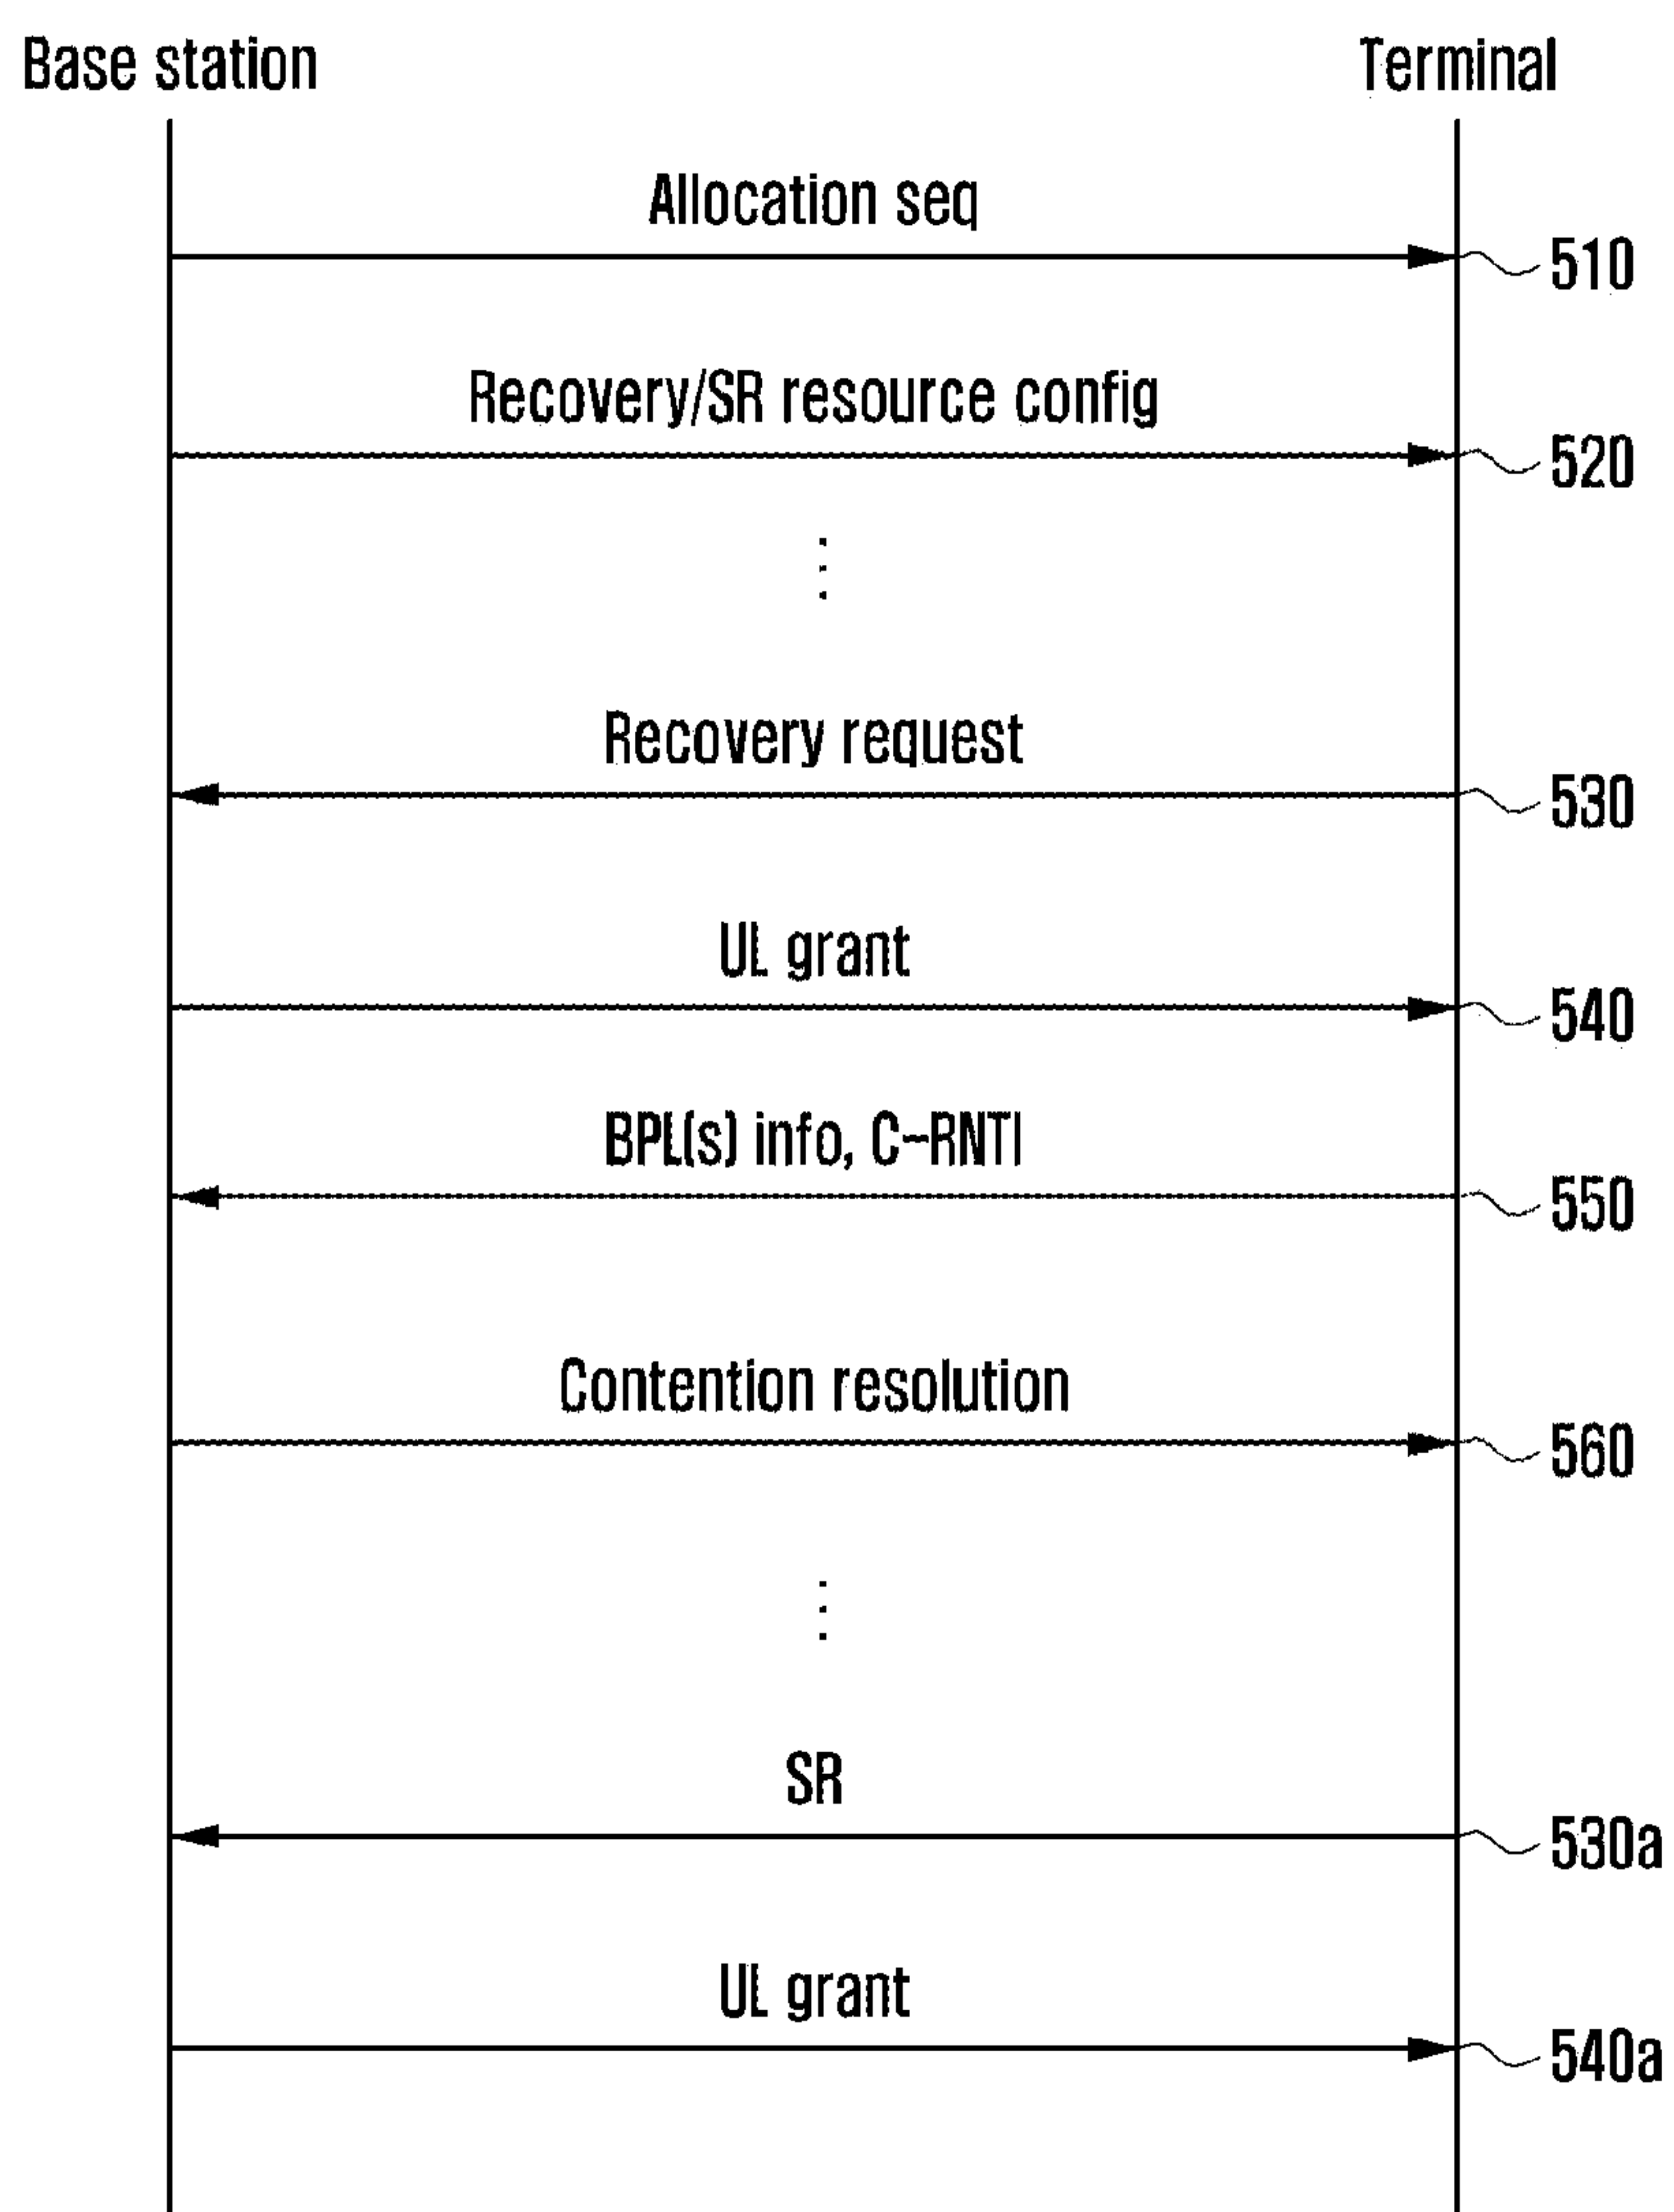 Base station Terminal
Allocation seq
510
Recovery/SR resource config
520
Recovery request
530
UL grant
540
BPL(s) info, C-RNTI
550
Contention resolution
560
SR
530a
UL grant
540a